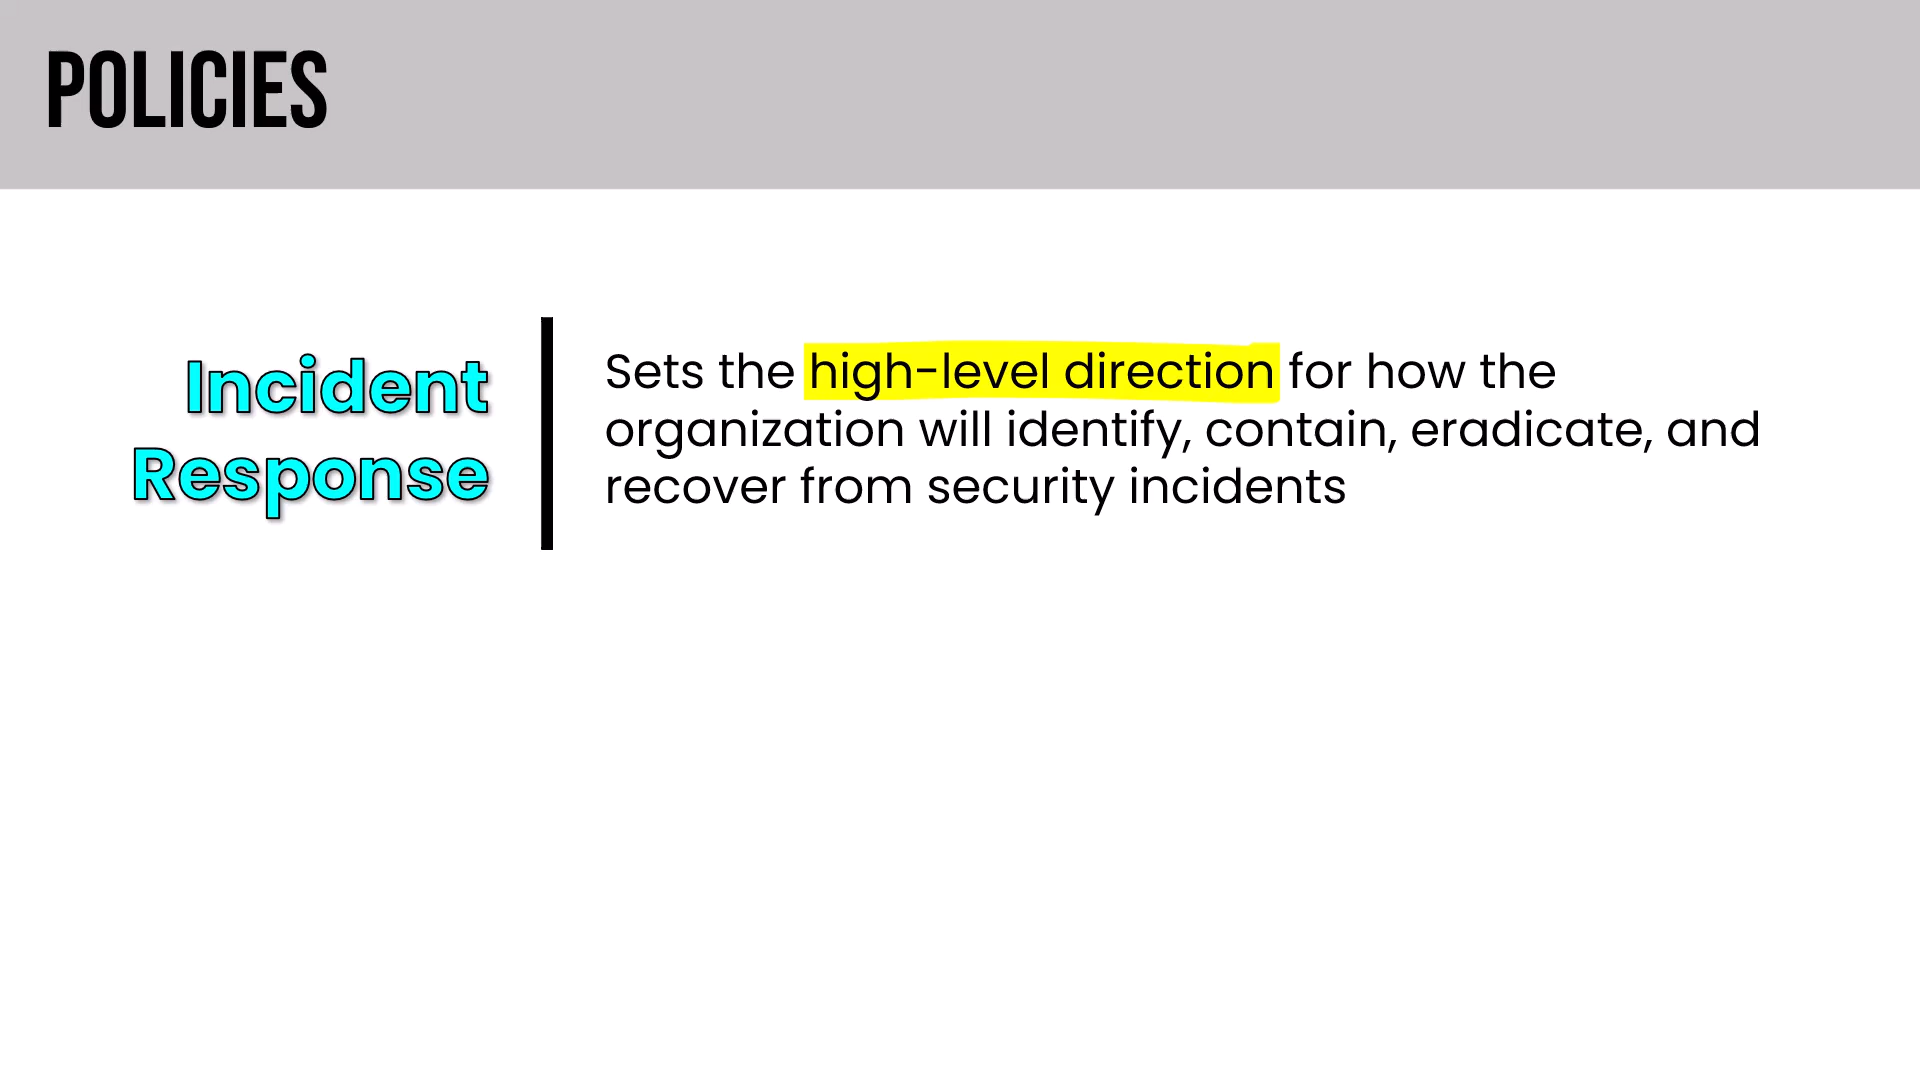 POLICIES
Incident
Response
Sets the high-level direction for how the
organization will identify, contain, eradicate, and
recover from security incidents